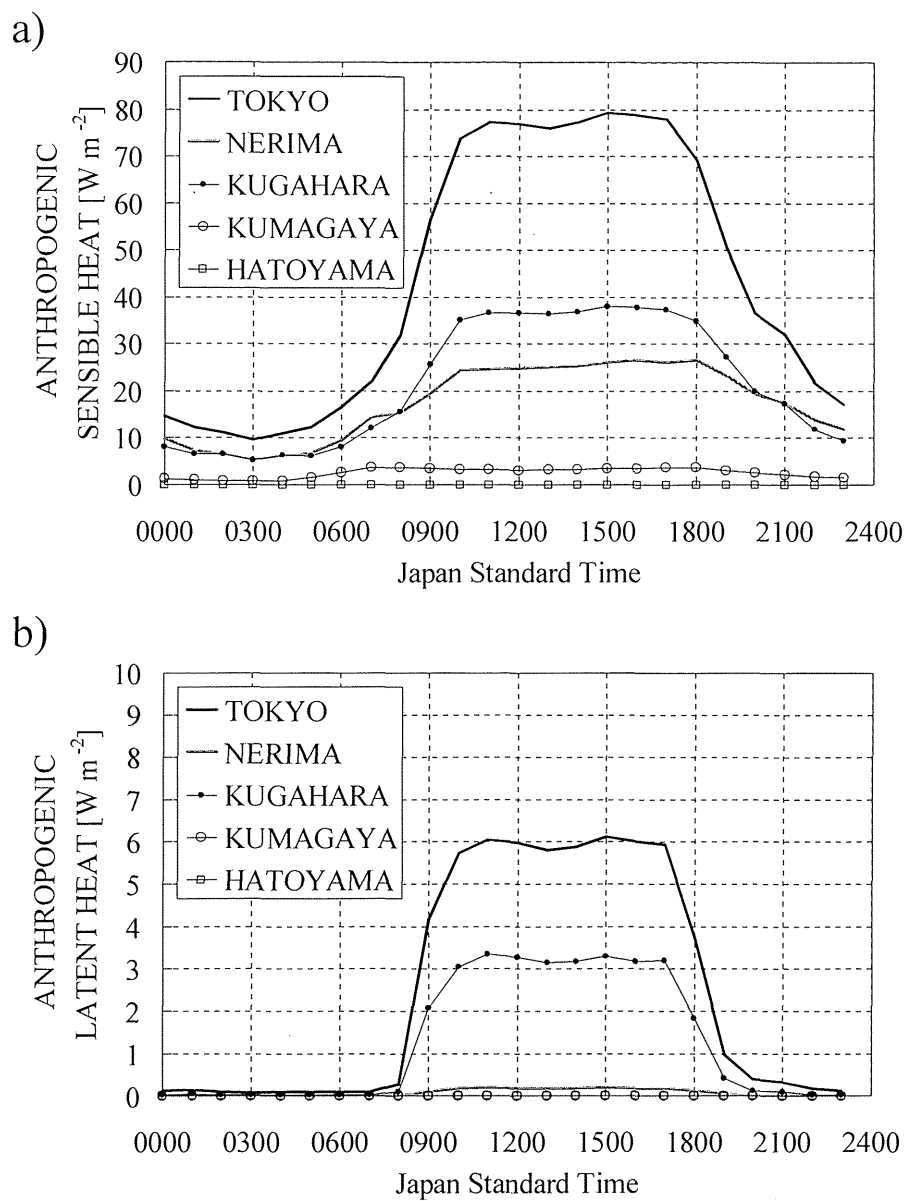 a)
ANTHROPOGENIC
SENSIBLE HEAT [W m⁻²]
90
80
70
60
50
40
30
20
10
0
TOKYO
NERIMA
KUGAHARA
KUMAGAYA
HATOYAMA
0000 0300 0600 0900 1200 1500 1800 2100 2400
Japan Standard Time
b)
ANTHROPOGENIC
LATENT HEAT [W m⁻²]
10
9
8
7
6
5
4
3
2
1
0
TOKYO
NERIMA
KUGAHARA
KUMAGAYA
HATOYAMA
0000 0300 0600 0900 1200 1500 1800 2100 2400
Japan Standard Time